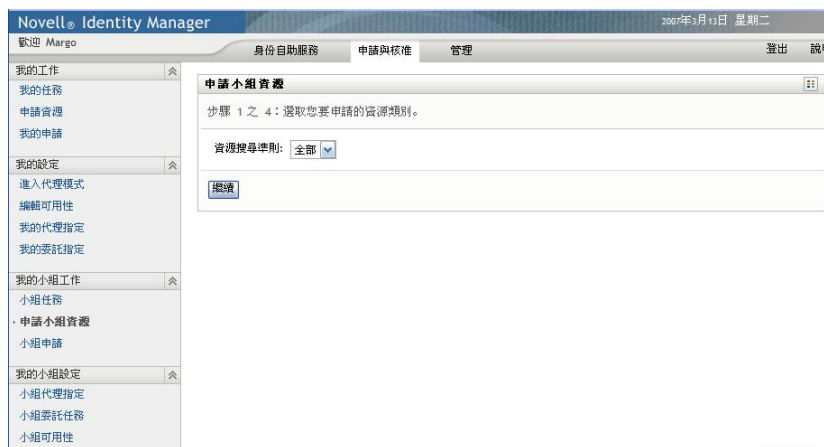 Novell® Identity Manager
2007年3月13日 星期二
歡迎 Margo
身份自助服務 申請與核准 管理 登出
我的工作
我的任務
申請資源
我的申請
我的設定
進入代理模式
編輯可用性
我的代理指定
我的委託指定
我的小組工作
小組任務
申請小組資源
小組申請
我的小組設定
小組代理指定
小組委託任務
小組可用性
申請小組資源
步驟 1 之 4：選取您要申請的資源類別。
資源搜尋準則: 全部
繼續